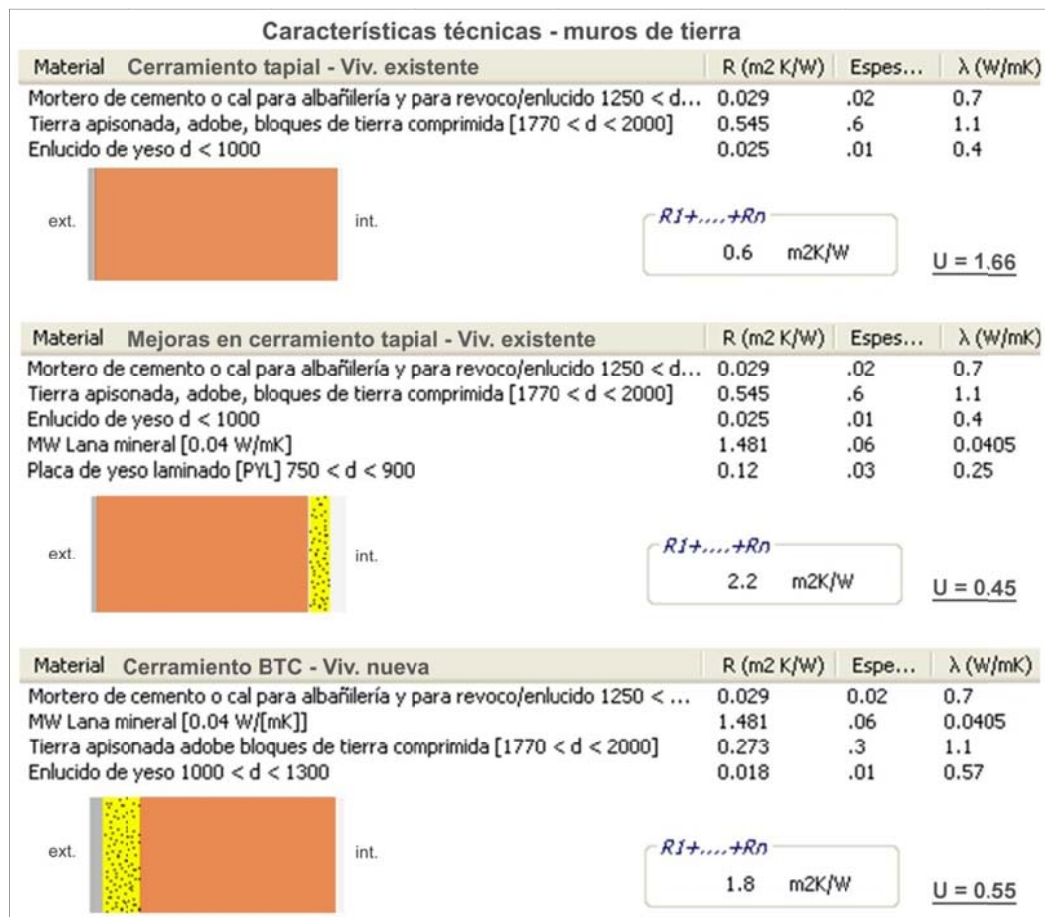 Características técnicas - muros de tierra
Material Cerramiento tapial - Viv. existente R (m2 K/W) Espes... λ (W/mK)
Mortero de cemento o cal para albañilería y para revoco/enlucido 1250 < d... 0.029 .02 0.7
Tierra apisonada, adobe, bloques de tierra comprimida [1770 < d < 2000] 0.545 .6 1.1
Enlucido de yeso d < 1000 0.025 .01 0.4
ext. int.
R1+....+Rn
0.6 m2K/W
U = 1.66
Material Mejoras en cerramiento tapial - Viv. existente R (m2 K/W) Espes... λ (W/mK)
Mortero de cemento o cal para albañilería y para revoco/enlucido 1250 < d... 0.029 .02 0.7
Tierra apisonada, adobe, bloques de tierra comprimida [1770 < d < 2000] 0.545 .6 1.1
Enlucido de yeso d < 1000 0.025 .01 0.4
MW Lana mineral [0.04 W/mK] 1.481 .06 0.0405
Placa de yeso laminado [PYL] 750 < d < 900 0.12 .03 0.25
ext. int.
R1+....+Rn
2.2 m2K/W
U = 0.45
Material Cerramiento BTC - Viv. nueva R (m2 K/W) Espe... λ (W/mK)
Mortero de cemento o cal para albañilería y para revoco/enlucido 1250 < ... 0.029 0.02 0.7
MW Lana mineral [0.04 W/[mK]] 1.481 .06 0.0405
Tierra apisonada adobe bloques de tierra comprimida [1770 < d < 2000] 0.273 .3 1.1
Enlucido de yeso 1000 < d < 1300 0.018 .01 0.57
ext. int.
R1+....+Rn
1.8 m2K/W
U = 0.55